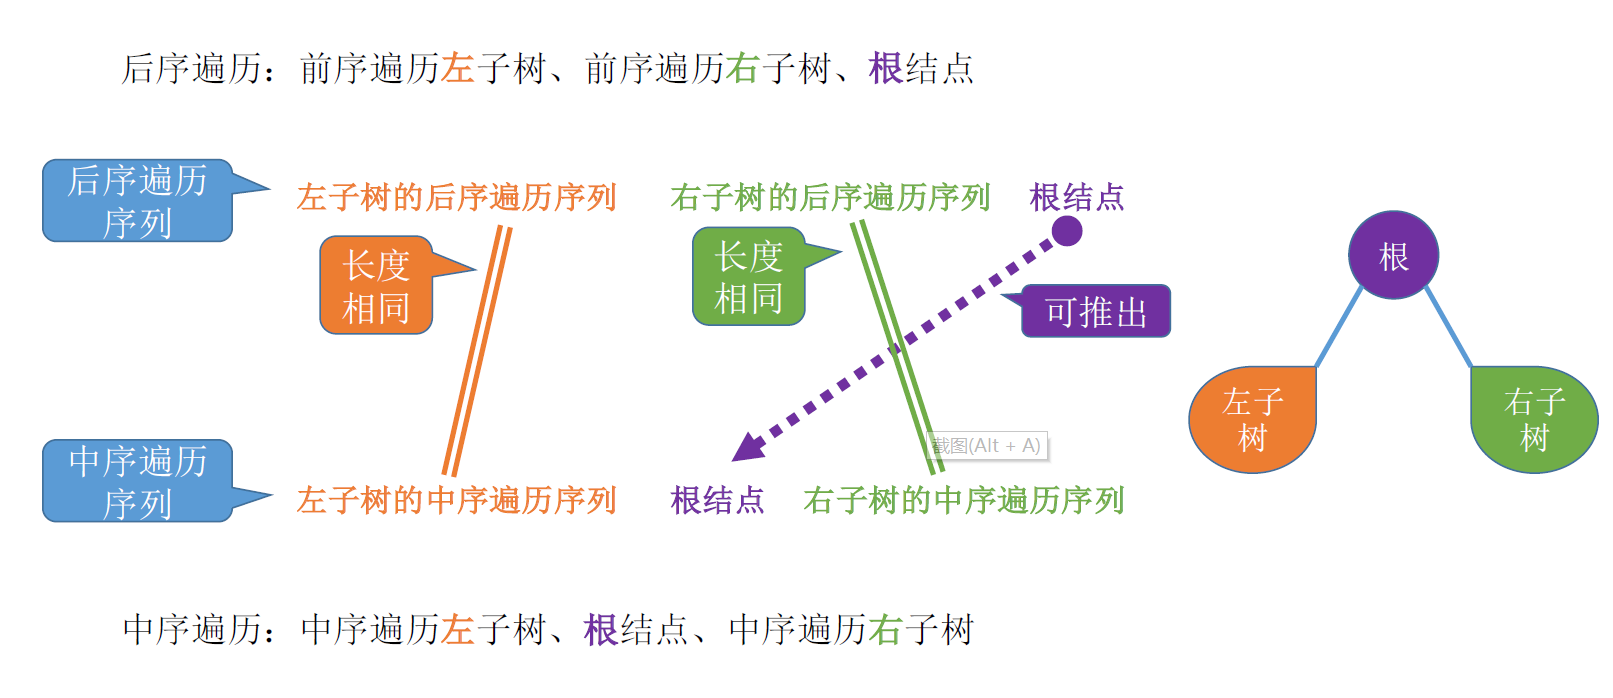 后序遍历：前序遍历左子树、前序遍历右子树、根结点
后序遍历
序列
左子树的后序遍历序列
右子树的后序遍历序列
根结点
长度
相同
长度
相同
可推出
根
左子
树
右子
树
截图(Alt + A)
中序遍历
序列
左子树的中序遍历序列
根结点
右子树的中序遍历序列
中序遍历：中序遍历左子树、根结点、中序遍历右子树